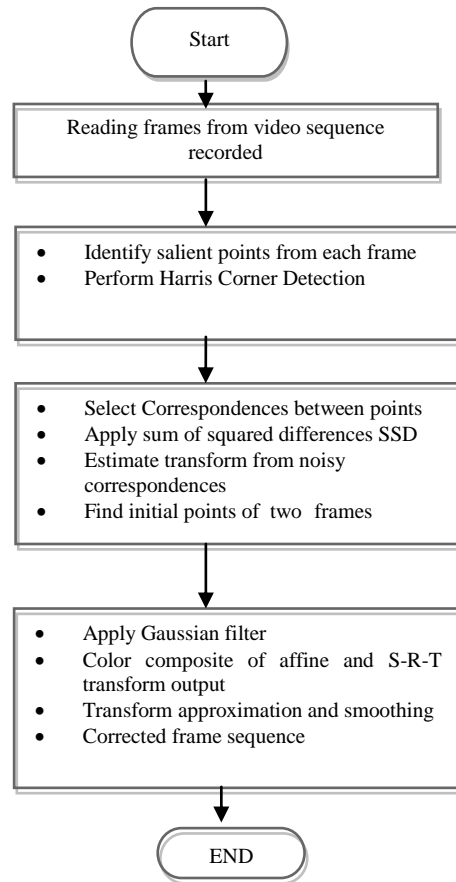 Start
Reading frames from video sequence
recorded
• Identify salient points from each frame
• Perform Harris Corner Detection
• Select Correspondences between points
• Apply sum of squared differences SSD
• Estimate transform from noisy
correspondences
• Find initial points of two frames
• Apply Gaussian filter
• Color composite of affine and S-R-T
transform output
• Transform approximation and smoothing
• Corrected frame sequence
END